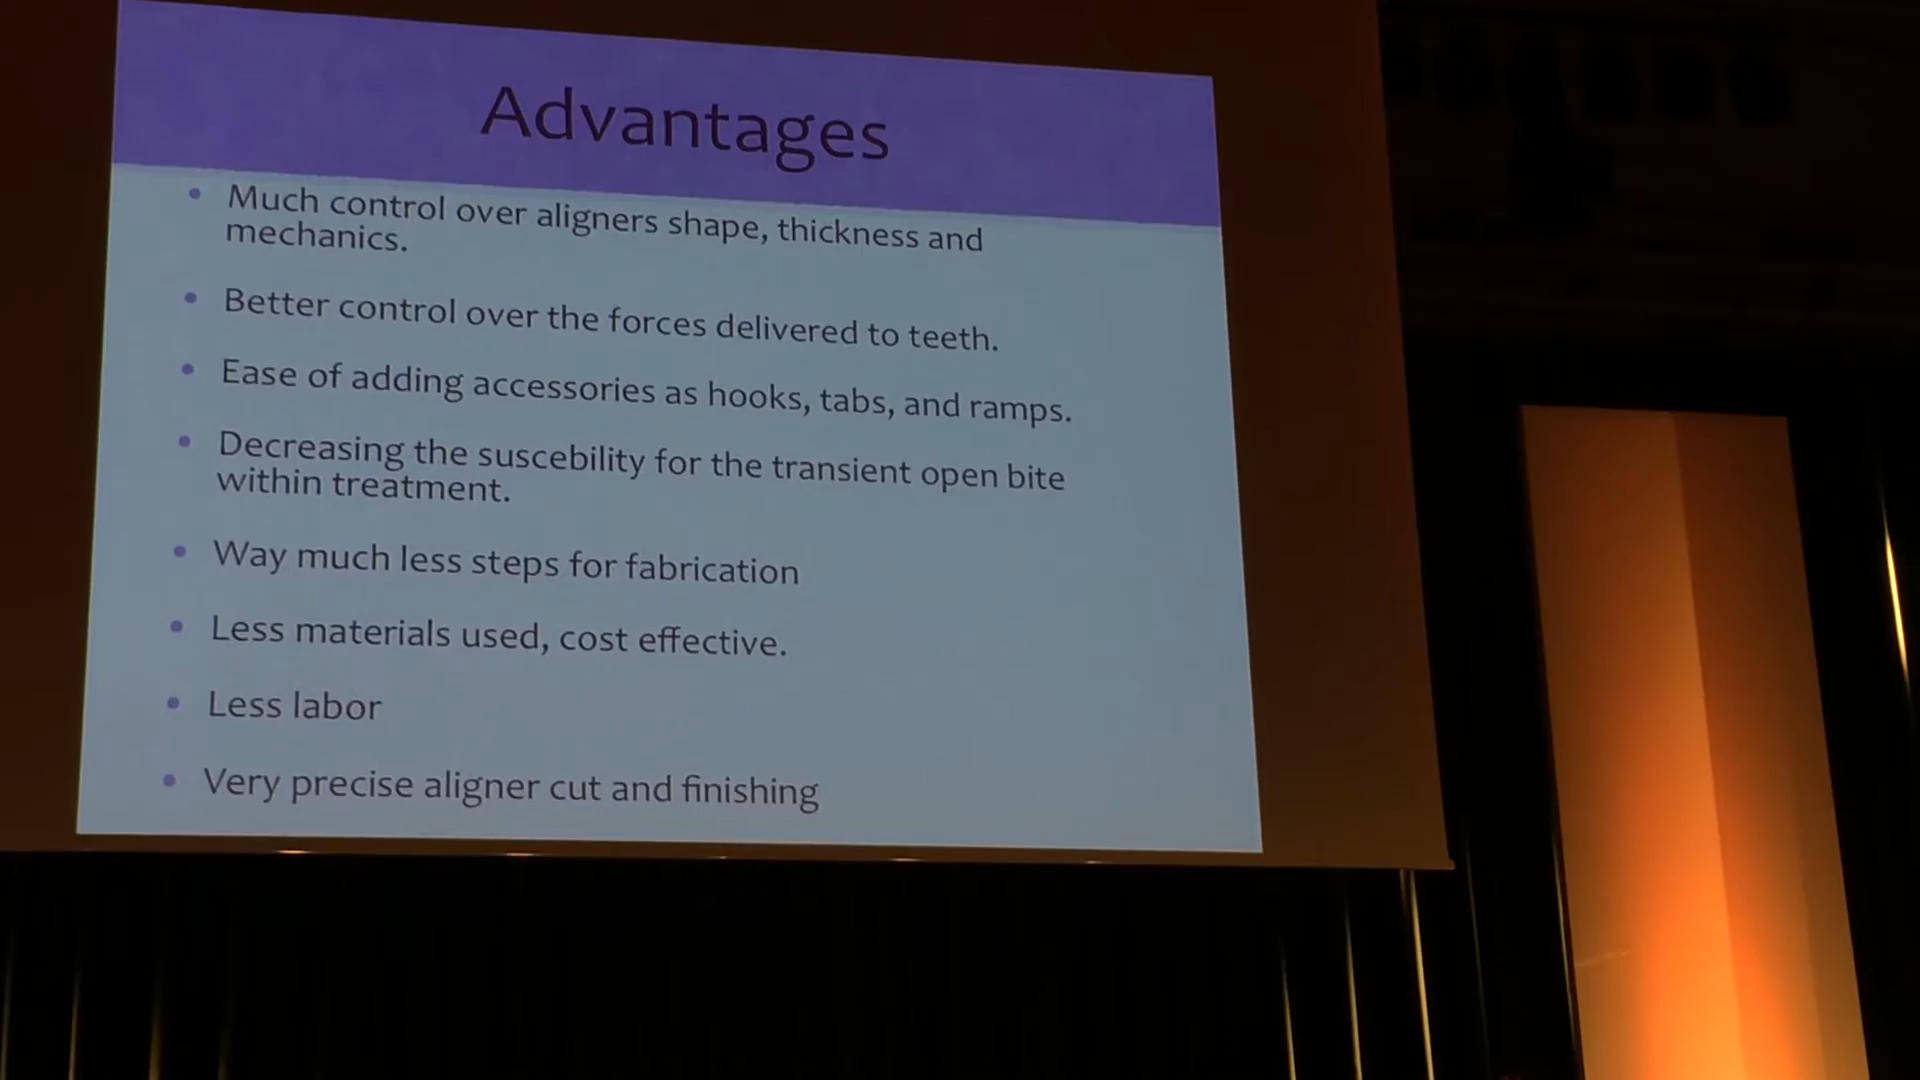 Advantages
• Much control over aligners shape, thickness and
mechanics.
• Better control over the forces delivered to teeth.
• Ease of adding accessories as hooks, tabs, and ramps.
• Decreasing the suscebility for the transient open bite
within treatment.
• Way much less steps for fabrication
• Less materials used, cost effective.
• Less labor
• Very precise aligner cut and finishing